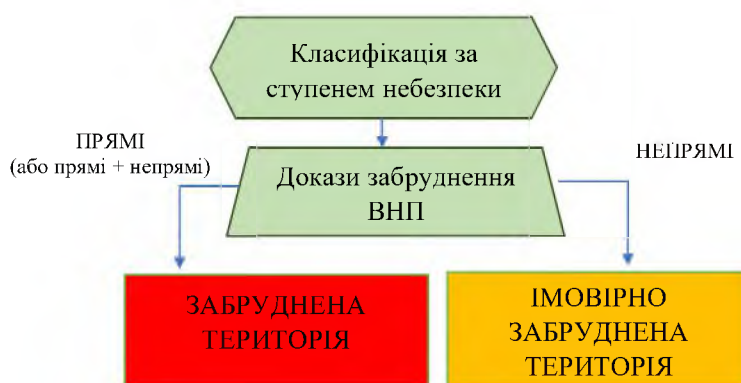 Класифікація за
ступенем небезпеки
ПРЯМІ
(або прямі + непрямі)
НЕПРЯМІ
Докази забруднення
ВНП
ЗАБРУДНЕНА
ТЕРИТОРІЯ
ІМОВІРНО
ЗАБРУДНЕНА
ТЕРИТОРІЯ